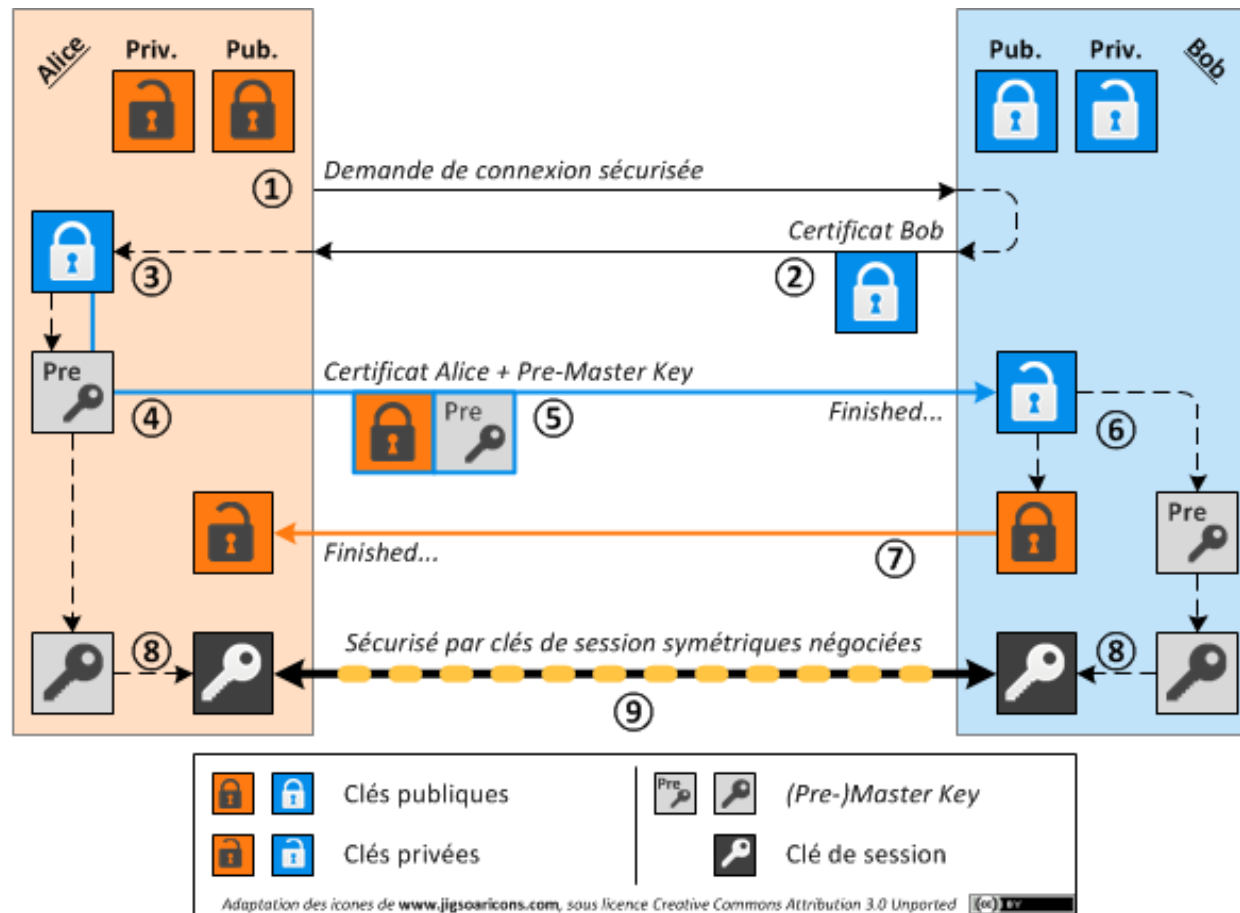 Alice
Priv.
Pub.
Pub.
Priv.
Bob
① Demande de connexion sécurisée
Certificat Bob
②
③
Pre
④
Certificat Alice + Pre-Master Key
Pre
⑤
Finished...
⑥
Pre
Finished...
⑦
Sécurisé par clés de session symétriques négociées
⑧
⑧
⑨
Clés publiques
Pre
(Pre-)Master Key
Clés privées
Clé de session
Adaptation des icones de www.jigsoaricons.com, sous licence Creative Commons Attribution 3.0 Unported
cc BY